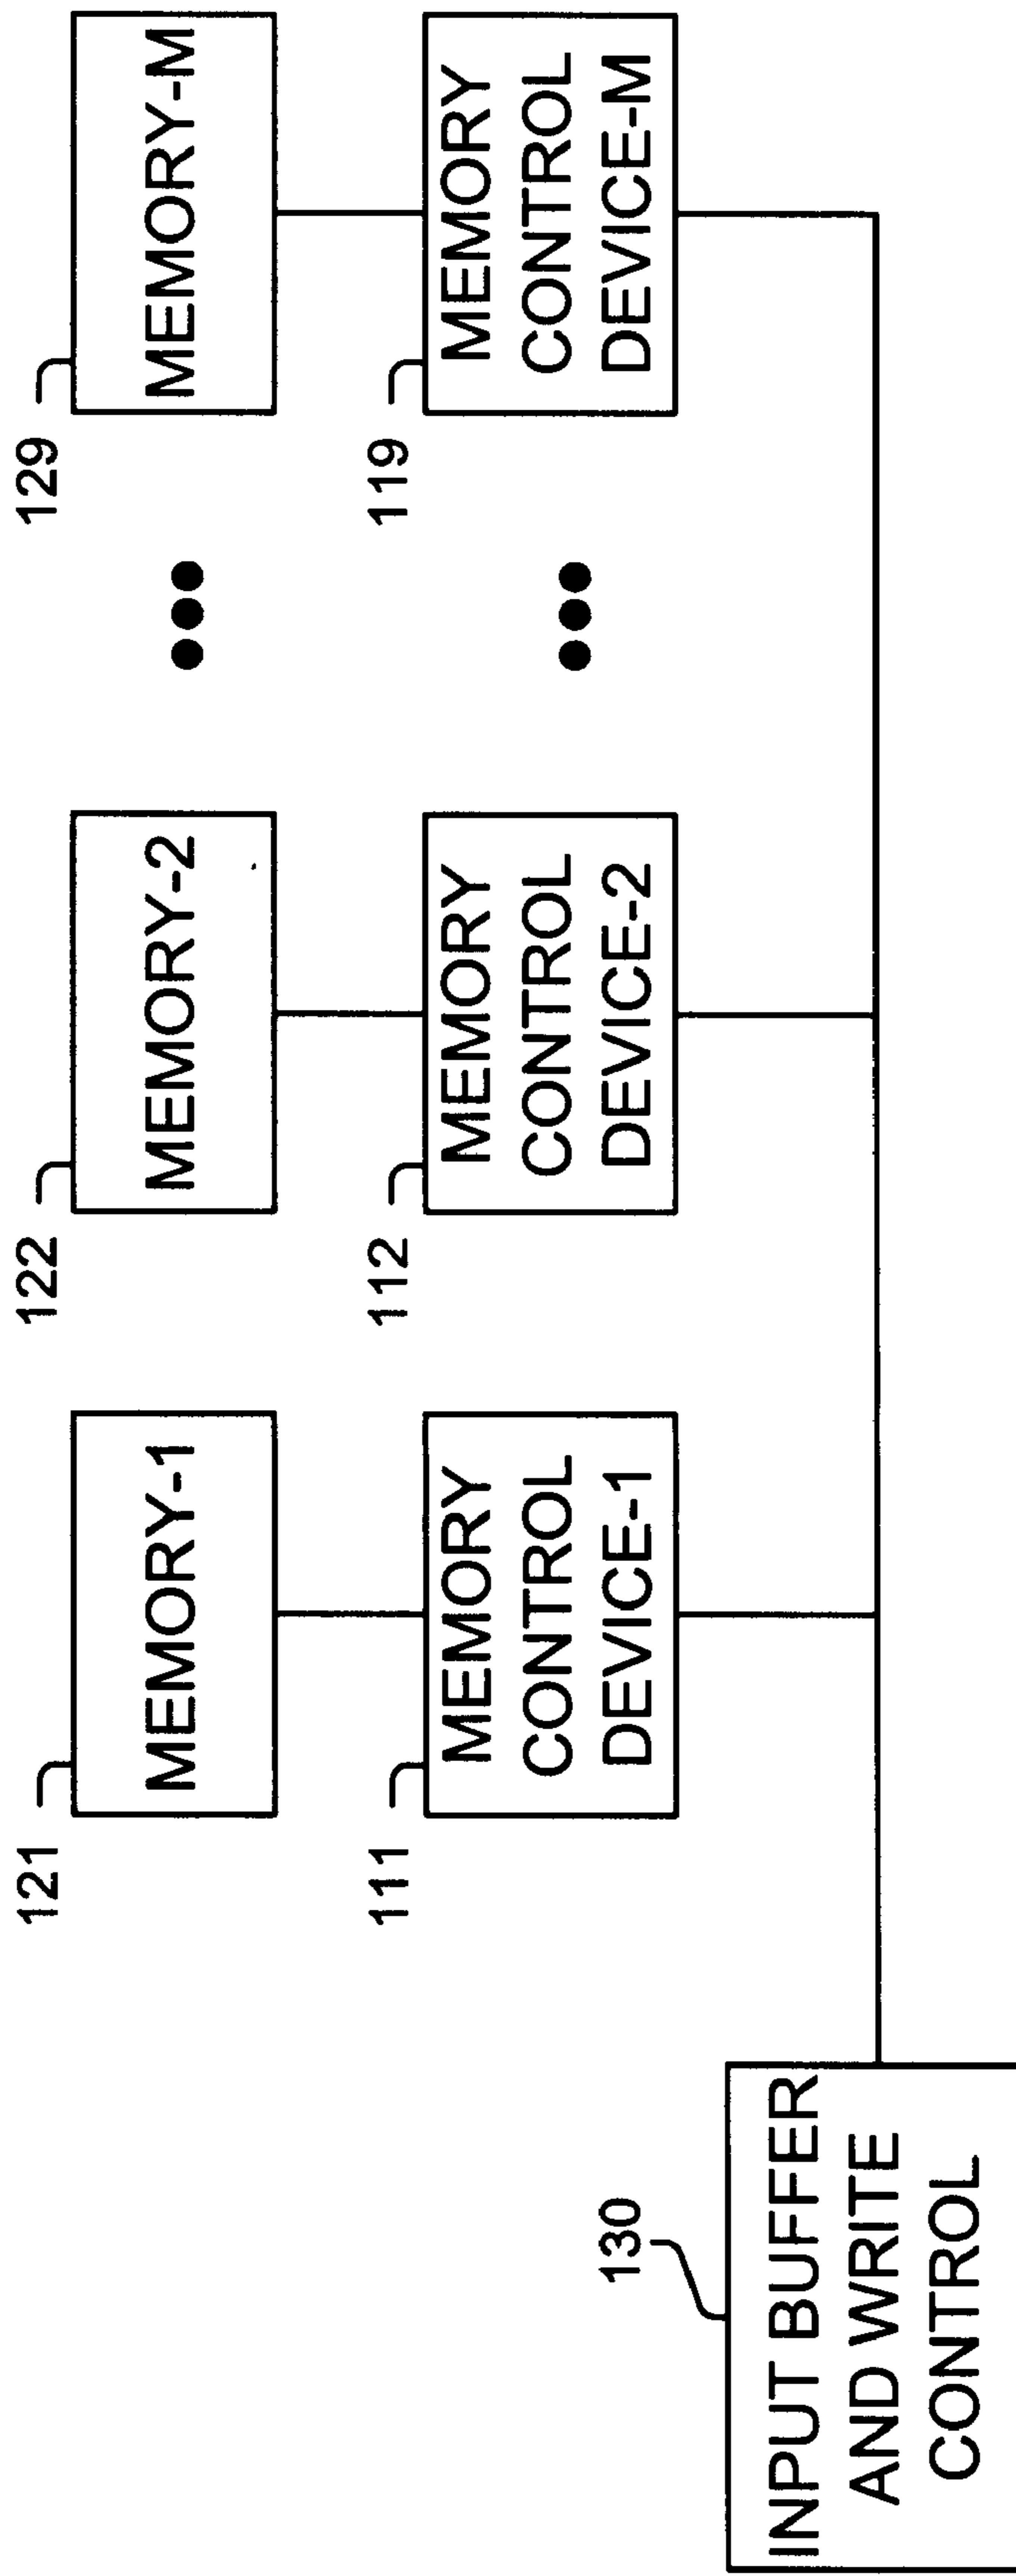 121
MEMORY-1
122
MEMORY-2
129
MEMORY-M
111
MEMORY
CONTROL
DEVICE-1
112
MEMORY
CONTROL
DEVICE-2
119
MEMORY
CONTROL
DEVICE-M
130
INPUT BUFFER
AND WRITE
CONTROL